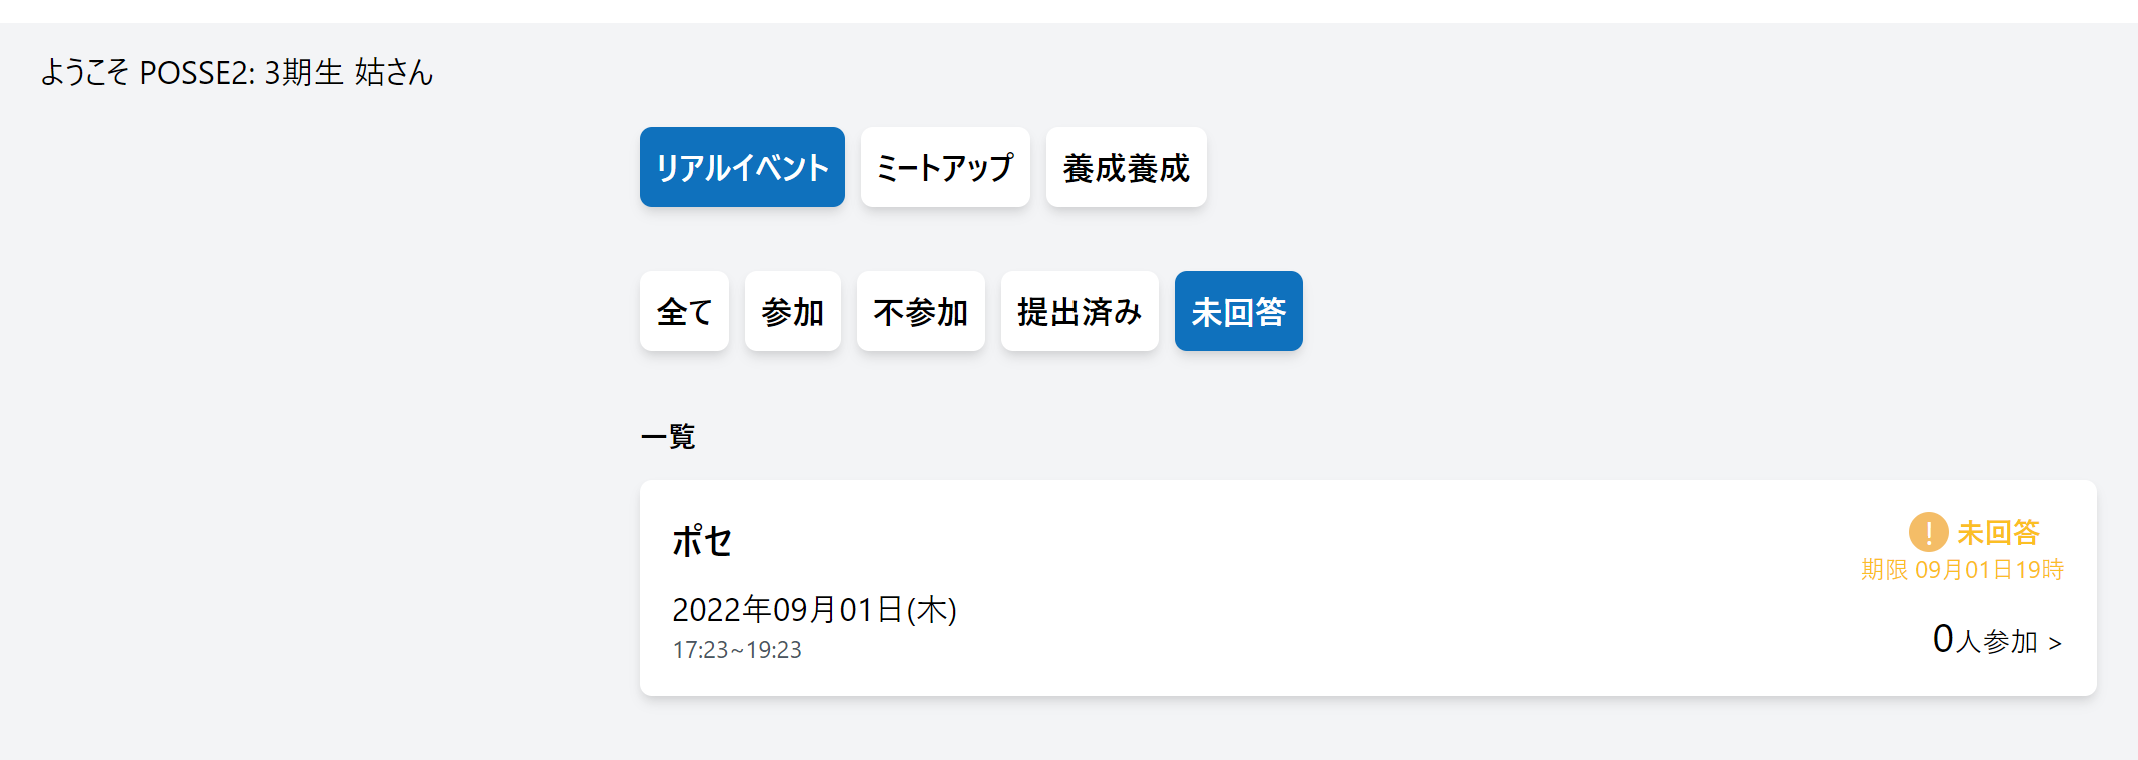 ようこそ POSSE2: 3期生 姑さん
リアルイベント ミートアップ 養成養成
全て 参加 不参加 提出済み 未回答
一覧
ポセ
! 未回答
期限 09月01日19時
2022年09月01日(木)
17:23~19:23
0人参加 >